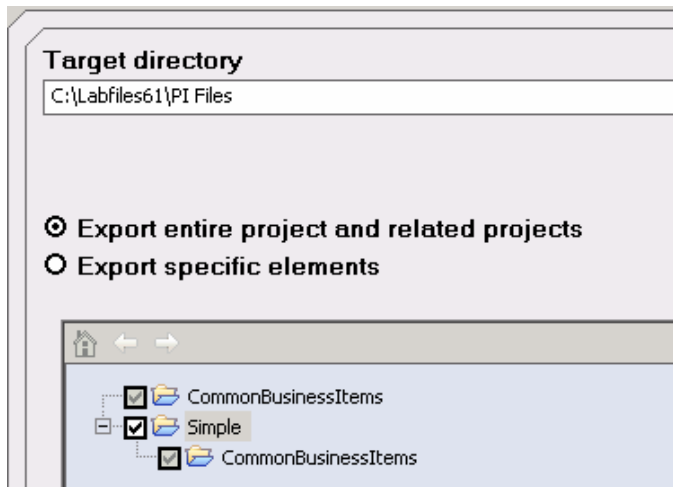 Target directory
C:\Labfiles61\PI Files
Export entire project and related projects
Export specific elements
CommonBusinessItems
Simple
CommonBusinessItems